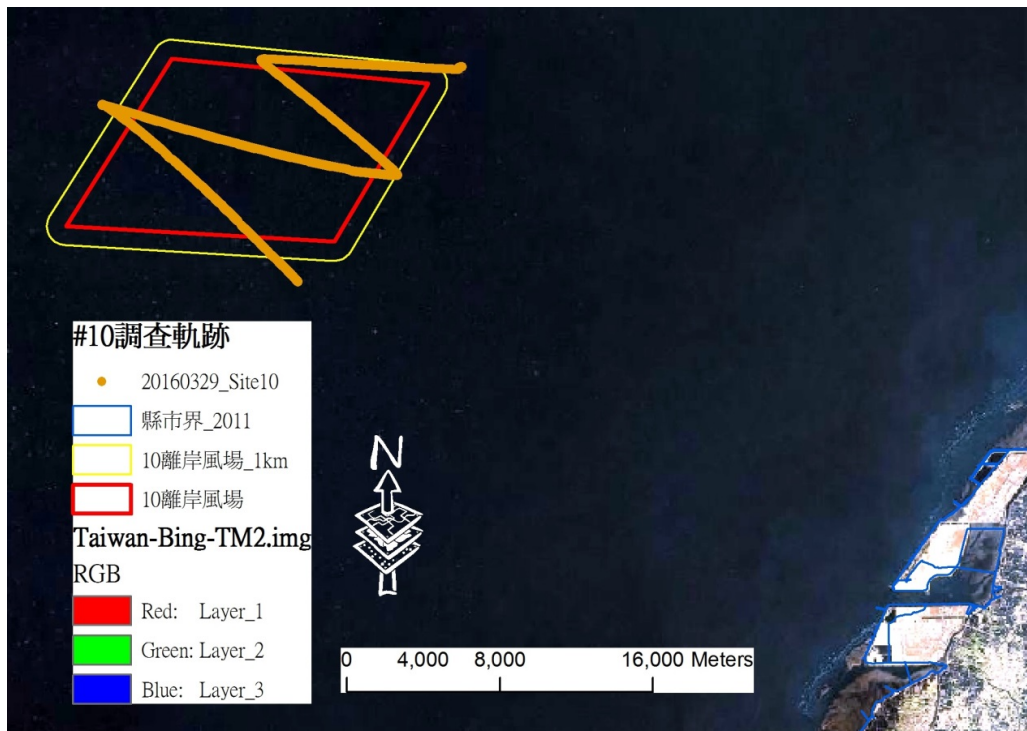 #10調查軌跡
20160329_Site10
縣市界_2011
10離岸風場_1km
10離岸風場
Taiwan-Bing-TM2.img
RGB
Red: Layer_1
Green: Layer_2
Blue: Layer_3
N
0 4,000 8,000 16,000 Meters